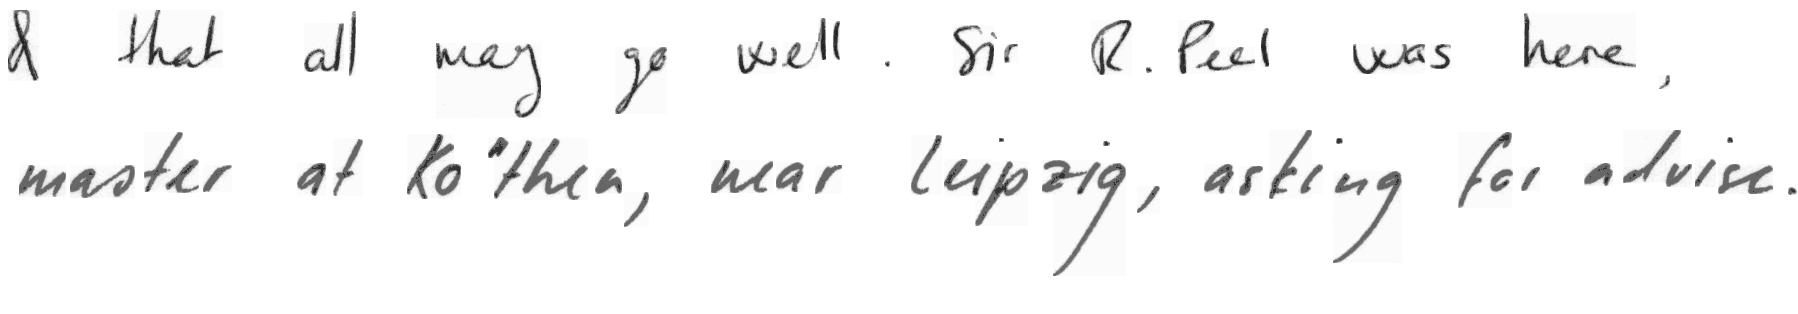 & that all may go well. Sir R. Peel was here,
master at Ko"then, near Leipzig, asking for advise.